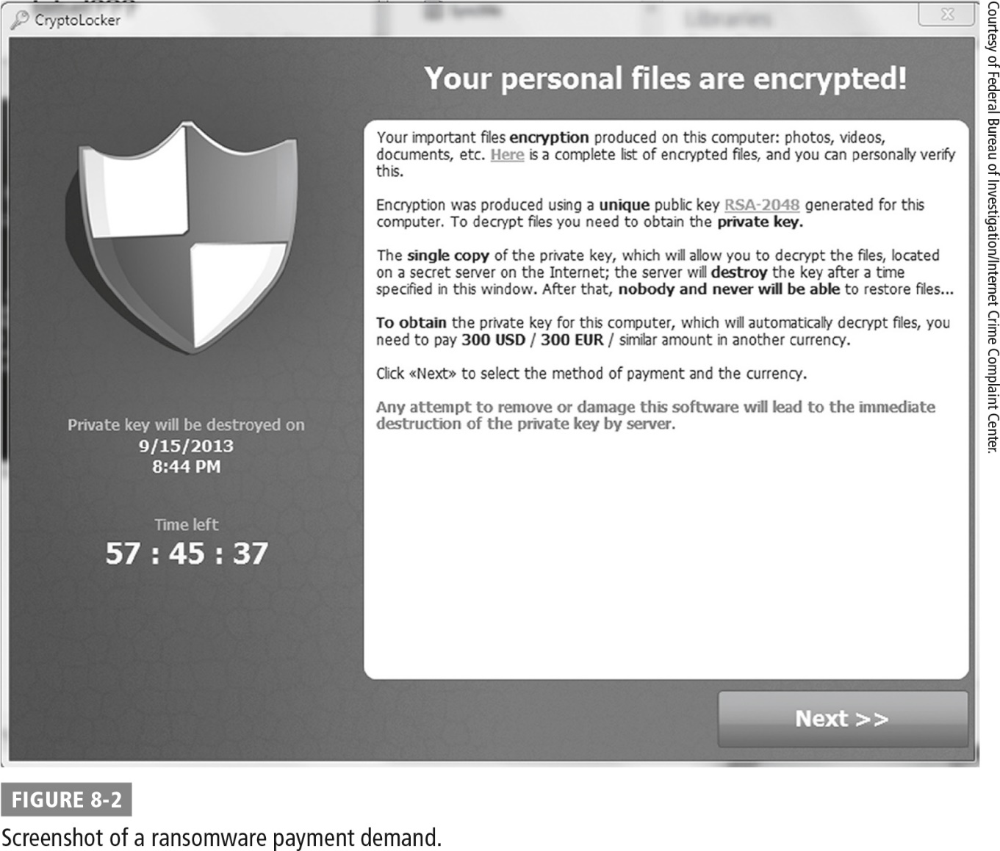 CryptoLocker
Your personal files are encrypted!
Your important files encryption produced on this computer: photos, videos,
documents, etc. Here is a complete list of encrypted files, and you can personally verify
this.
Encryption was produced using a unique public key RSA-2048 generated for this
computer. To decrypt files you need to obtain the private key.
The single copy of the private key, which will allow you to decrypt the files, located
on a secret server on the Internet; the server will destroy the key after a time
specified in this window. After that, nobody and never will be able to restore files...
To obtain the private key for this computer, which will automatically decrypt files, you
need to pay 300 USD / 300 EUR / similar amount in another currency.
Click «Next» to select the method of payment and the currency.
Any attempt to remove or damage this software will lead to the immediate
destruction of the private key by server.
Private key will be destroyed on
9/15/2013
8:44 PM
Time left
57 : 45 : 37
Next >>
Courtesy of Federal Bureau of Investigation/Internet Crime Complaint Center.
FIGURE 8-2
Screenshot of a ransomware payment demand.